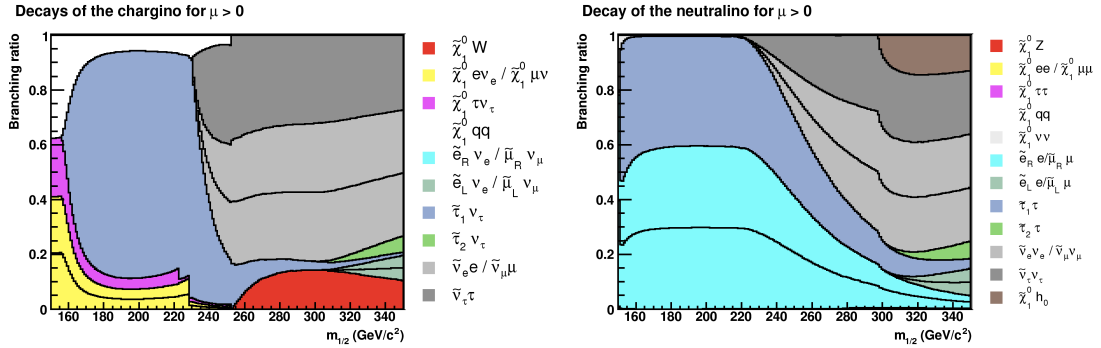 Decays of the chargino for μ > 0
Branching ratio
1
0.8
0.6
0.4
0.2
0
160 180 200 220 240 260 280 300 320 340
m1/2 (GeV/c²)
χ̃⁰₁ W
χ̃⁰₁ eνe / χ̃⁰₁ μν
χ̃⁰₁ τντ
χ̃⁰₁ qq
ẽR νe / μ̃R νμ
ẽL νe / μ̃L νμ
τ̃1 ντ
τ̃2 ντ
ν̃e e / ν̃μ μ
ν̃τ τ
Decay of the neutralino for μ > 0
Branching ratio
1
0.8
0.6
0.4
0.2
0
160 180 200 220 240 260 280 300 320 340
m1/2 (GeV/c²)
χ̃⁰₁ Z
χ̃⁰₁ ee / χ̃⁰₁ μμ
χ̃⁰₁ ττ
χ̃⁰₁ qq
χ̃⁰₁ νν
ẽR e/μ̃R μ
ẽL e/μ̃L μ
τ̃1 τ
τ̃2 τ
ν̃e νe / ν̃μ νμ
ν̃τ ντ
χ̃⁰₁ h0